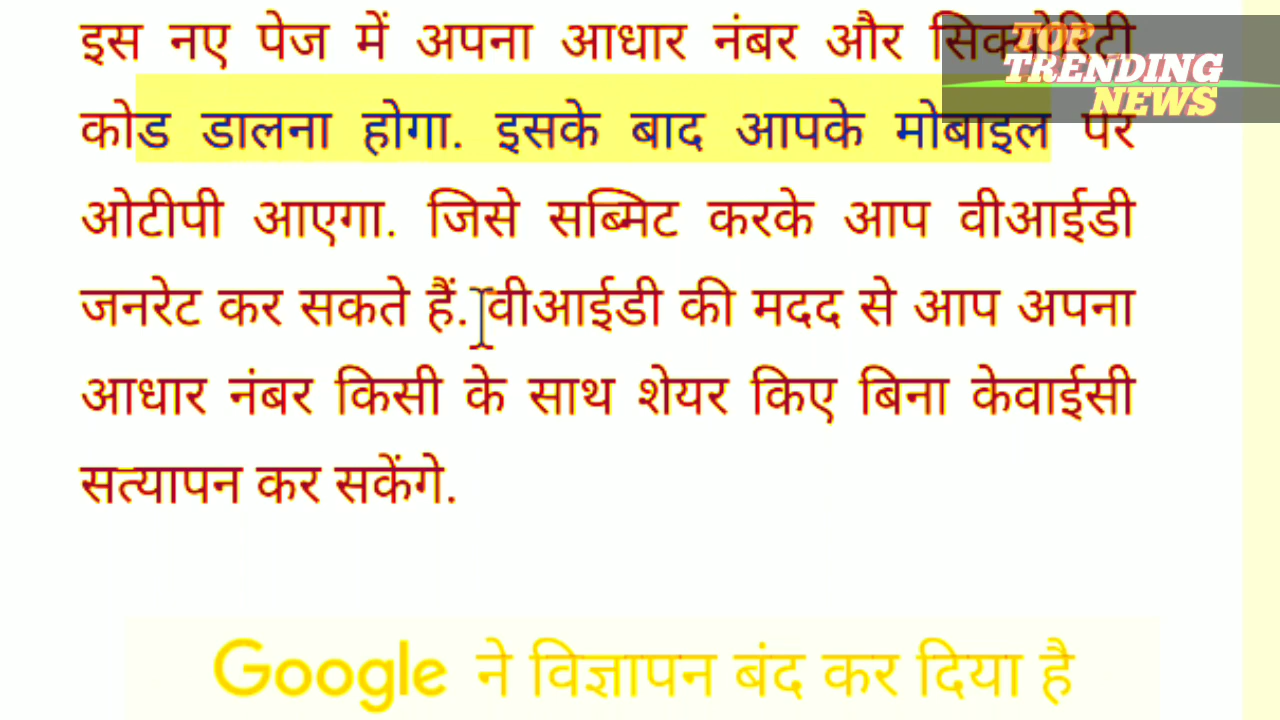 इस नए पेज में अपना आधार नंबर और सिक्योरिटी
कोड डालना होगा. इसके बाद आपके मोबाइल पर
ओटीपी आएगा. जिसे सब्मिट करके आप वीआईडी
जनरेट कर सकते हैं. वीआईडी की मदद से आप अपना
आधार नंबर किसी के साथ शेयर किए बिना केवाईसी
सत्यापन कर सकेंगे.
Google ने विज्ञापन बंद कर दिया है
TOP
TRENDING
NEWS